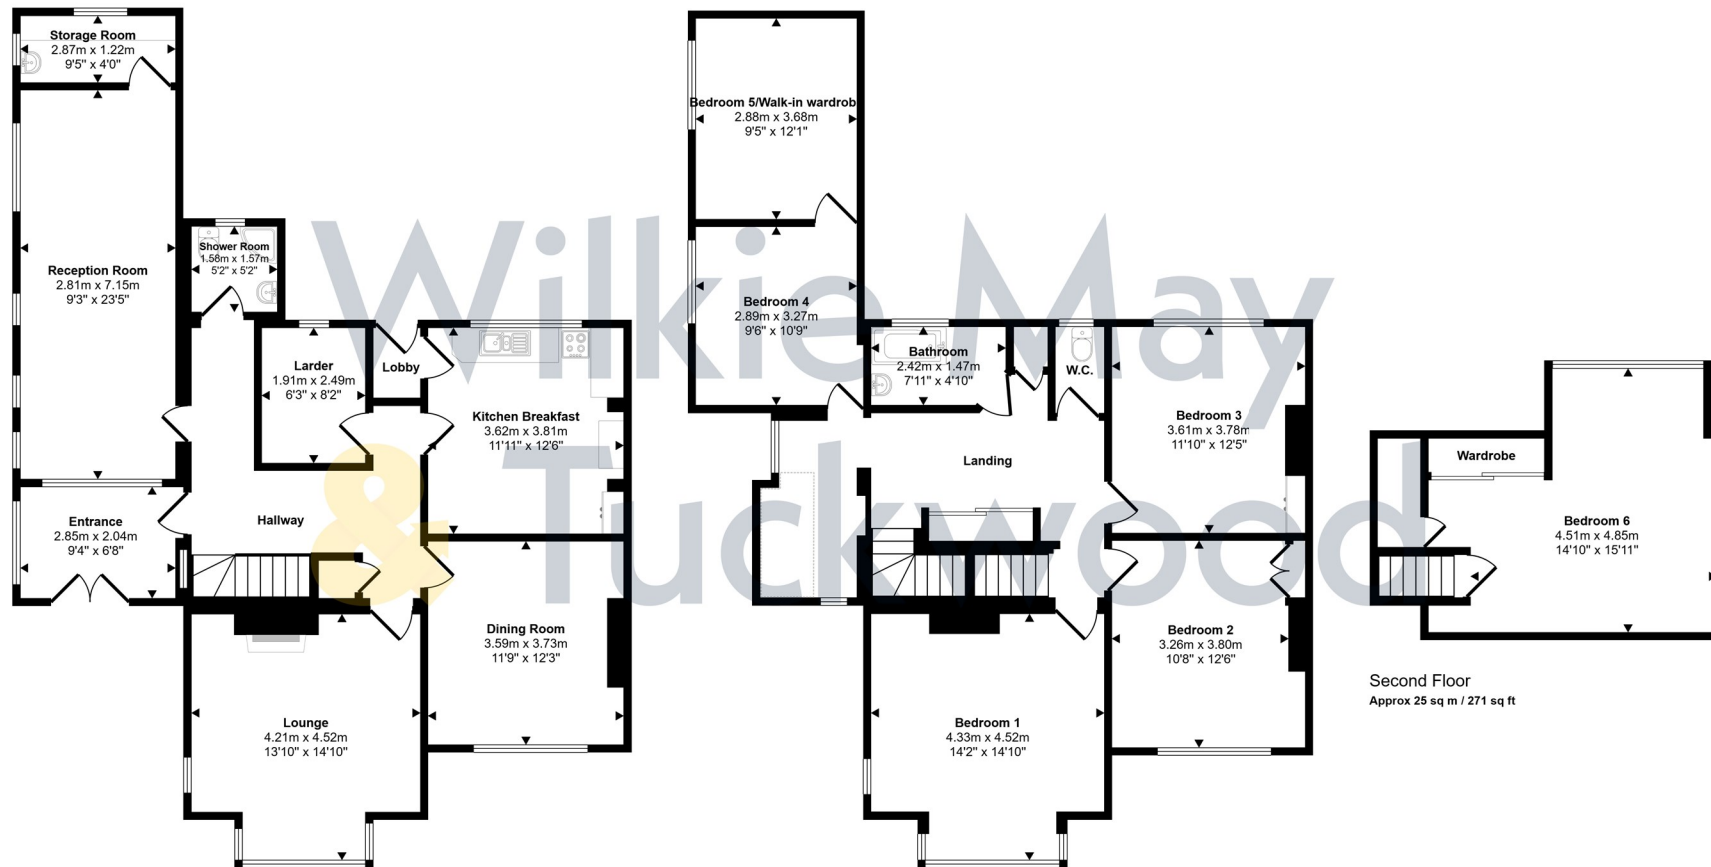 Storage Room
2.87m x 1.22m
9'5" x 4'0"
Reception Room
2.81m x 7.15m
9'3" x 23'5"
Shower Room
1.58m x 1.57m
5'2" x 5'2"
Larder
1.91m x 2.49m
6'3" x 8'2"
Lobby
Kitchen Breakfast
3.62m x 3.81m
11'11" x 12'6"
Entrance
2.85m x 2.04m
9'4" x 6'8"
Hallway
Dining Room
3.59m x 3.73m
11'9" x 12'3"
Lounge
4.21m x 4.52m
13'10" x 14'10"
Bedroom 5/Walk-in wardrob
2.88m x 3.68m
9'5" x 12'1"
Bedroom 4
2.89m x 3.27m
9'6" x 10'9"
Bathroom
2.42m x 1.47m
7'11" x 4'10"
W.C.
Bedroom 3
3.61m x 3.78m
11'10" x 12'5"
Landing
Bedroom 2
3.26m x 3.80m
10'8" x 12'6"
Bedroom 1
4.33m x 4.52m
14'2" x 14'10"
Wardrobe
Bedroom 6
4.51m x 4.85m
14'10" x 15'11"
Second Floor
Approx 25 sq m / 271 sq ft
Wilkie May
& Tuckwood